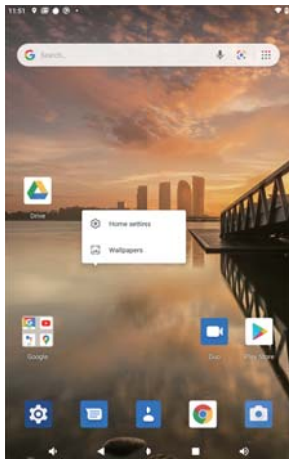 11:51
Search...
Drive
Home settings
Wallpapers
Google
Duo
Play Store